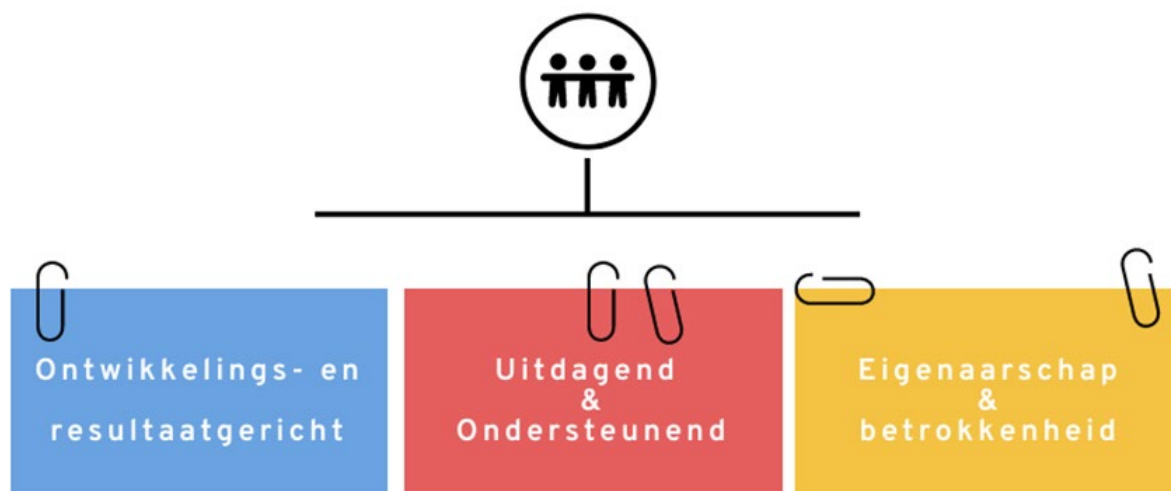 Ontwikkelings- en
resultaatgericht
Uitdagend
&
Ondersteunend
Eigenaarschap
&
betrokkenheid